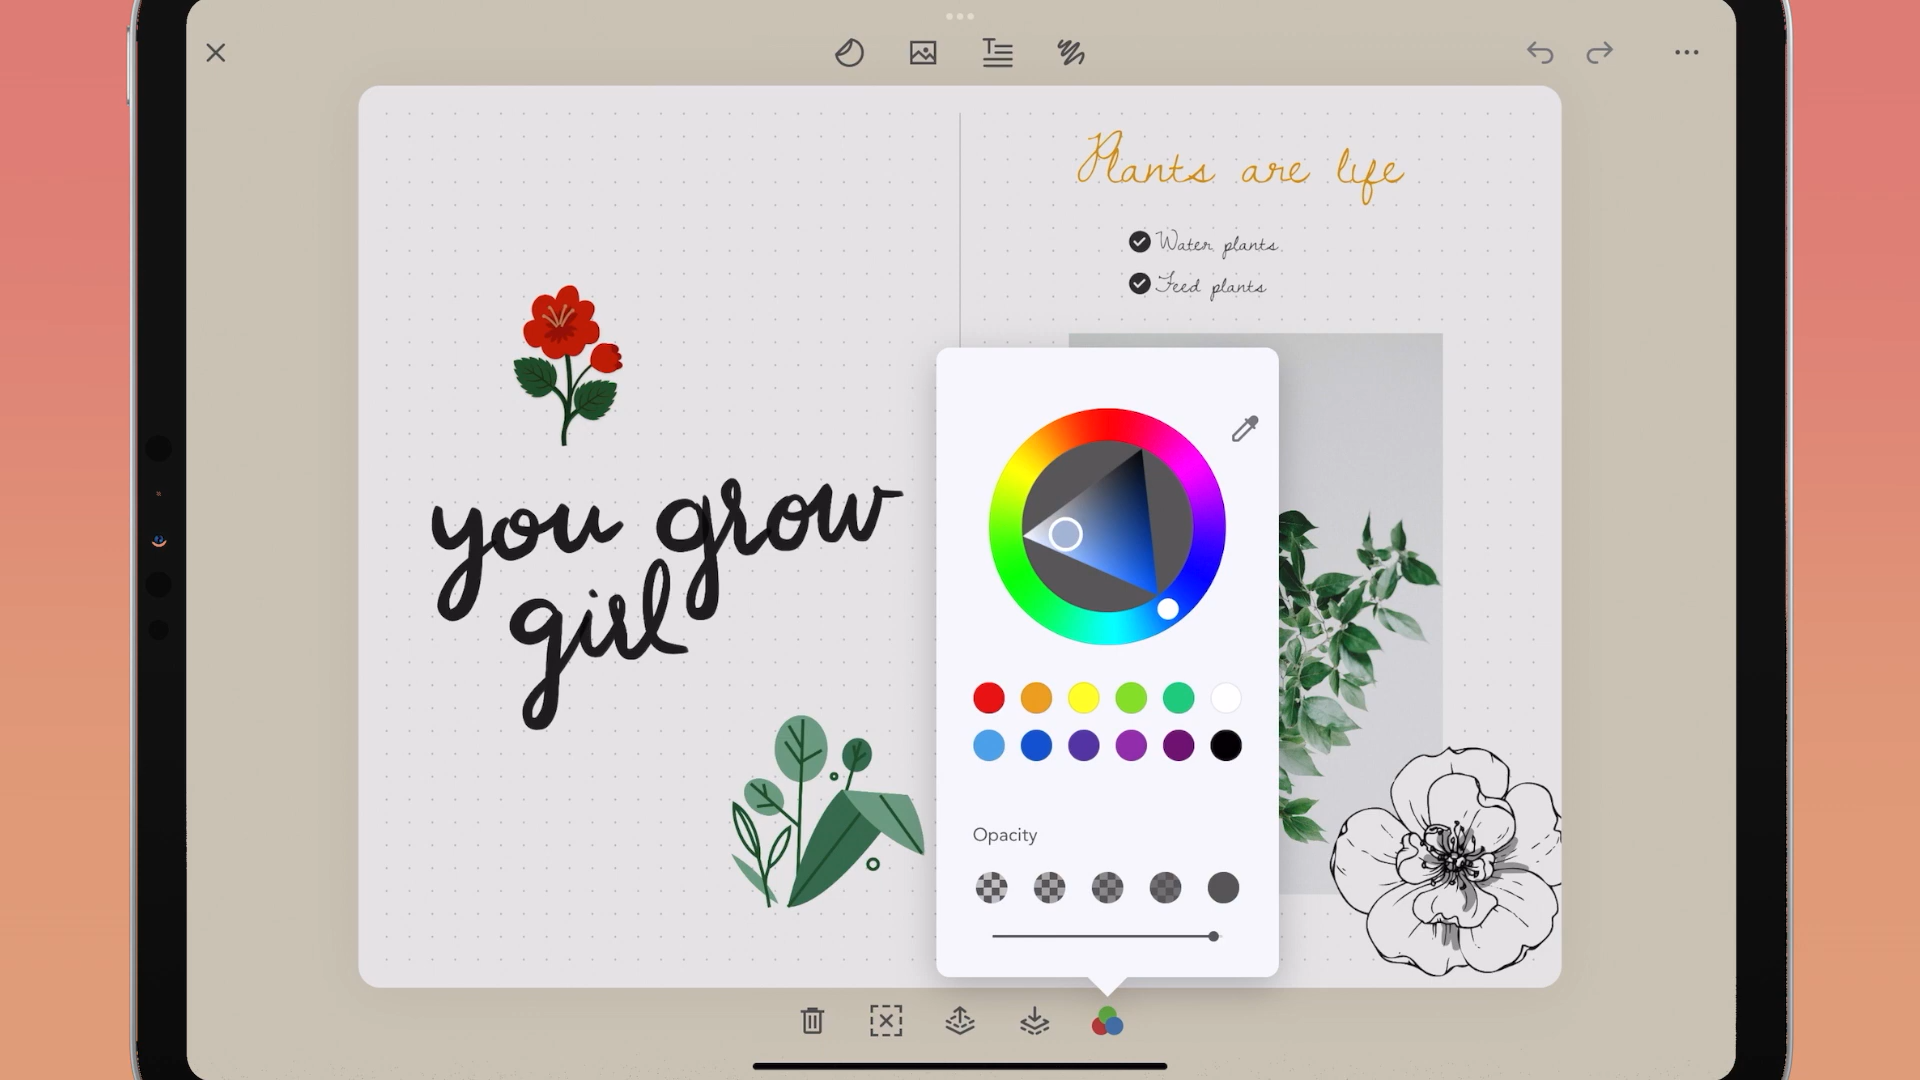 Plants are life
Water plants
Feed plants
you grow
girl
Opacity